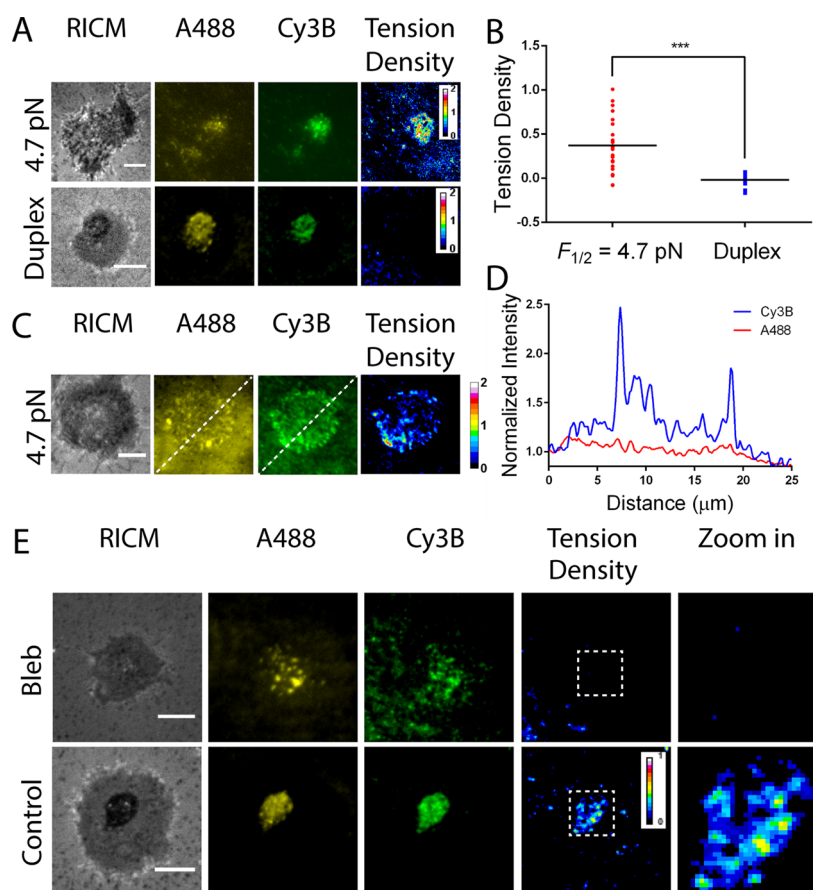 A
RICM A488 Cy3B Tension Density
4.7 pN
2
1
0
Duplex
2
1
0
B
Tension Density
1.5
1.0
0.5
0.0
-0.5
***
F1/2 = 4.7 pN Duplex
C
RICM A488 Cy3B Tension Density
4.7 pN
2
1
0
D
Normalized Intensity
2.5
2.0
1.5
1.0
Cy3B
A488
0 5 10 15 20 25
Distance (μm)
E
RICM A488 Cy3B Tension Density Zoom in
Bleb
Control
1
0